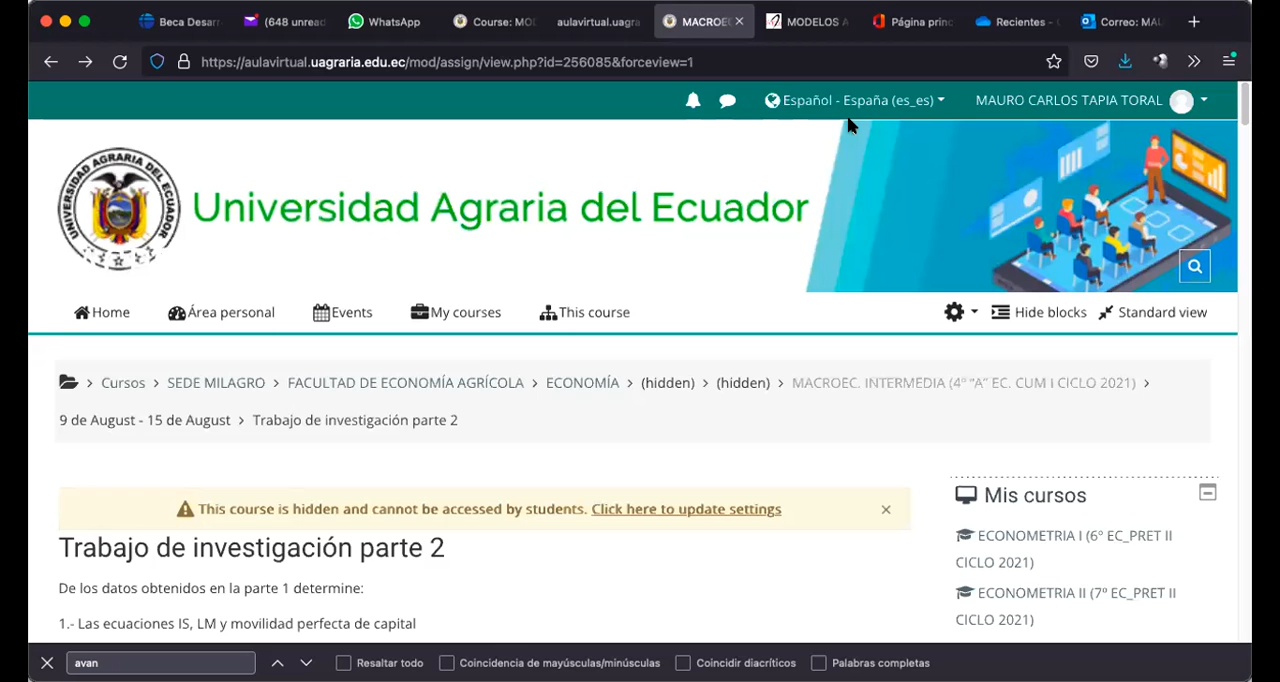 Beca Desarr
(648 unread
WhatsApp
Course: MO
aulavirtual.uagra
MACROE
MODELOS A
Página princ
Recientes -
Correo: MAU
https://aulavirtual.uagraria.edu.ec/mod/assign/view.php?id=256085&forceview=1
Español - España (es_es)
MAURO CARLOS TAPIA TORAL
UNIVERSIDAD AGRARIA DEL ECUADOR
Universidad Agraria del Ecuador
Home
Área personal
Events
My courses
This course
Hide blocks
Standard view
> Cursos > SEDE MILAGRO > FACULTAD DE ECONOMÍA AGRÍCOLA > ECONOMÍA > (hidden) > (hidden) > MACROEC. INTERMEDIA (4º “A” EC. CUM I CICLO 2021) >
9 de August - 15 de August > Trabajo de investigación parte 2
This course is hidden and cannot be accessed by students. Click here to update settings
Trabajo de investigación parte 2
De los datos obtenidos en la parte 1 determine:
1.- Las ecuaciones IS, LM y movilidad perfecta de capital
Mis cursos
ECONOMETRIA I (6º EC_PRET II
CICLO 2021)
ECONOMETRIA II (7º EC_PRET II
CICLO 2021)
avan
Resaltar todo
Coincidencia de mayúsculas/minúsculas
Coincidir diacríticos
Palabras completas